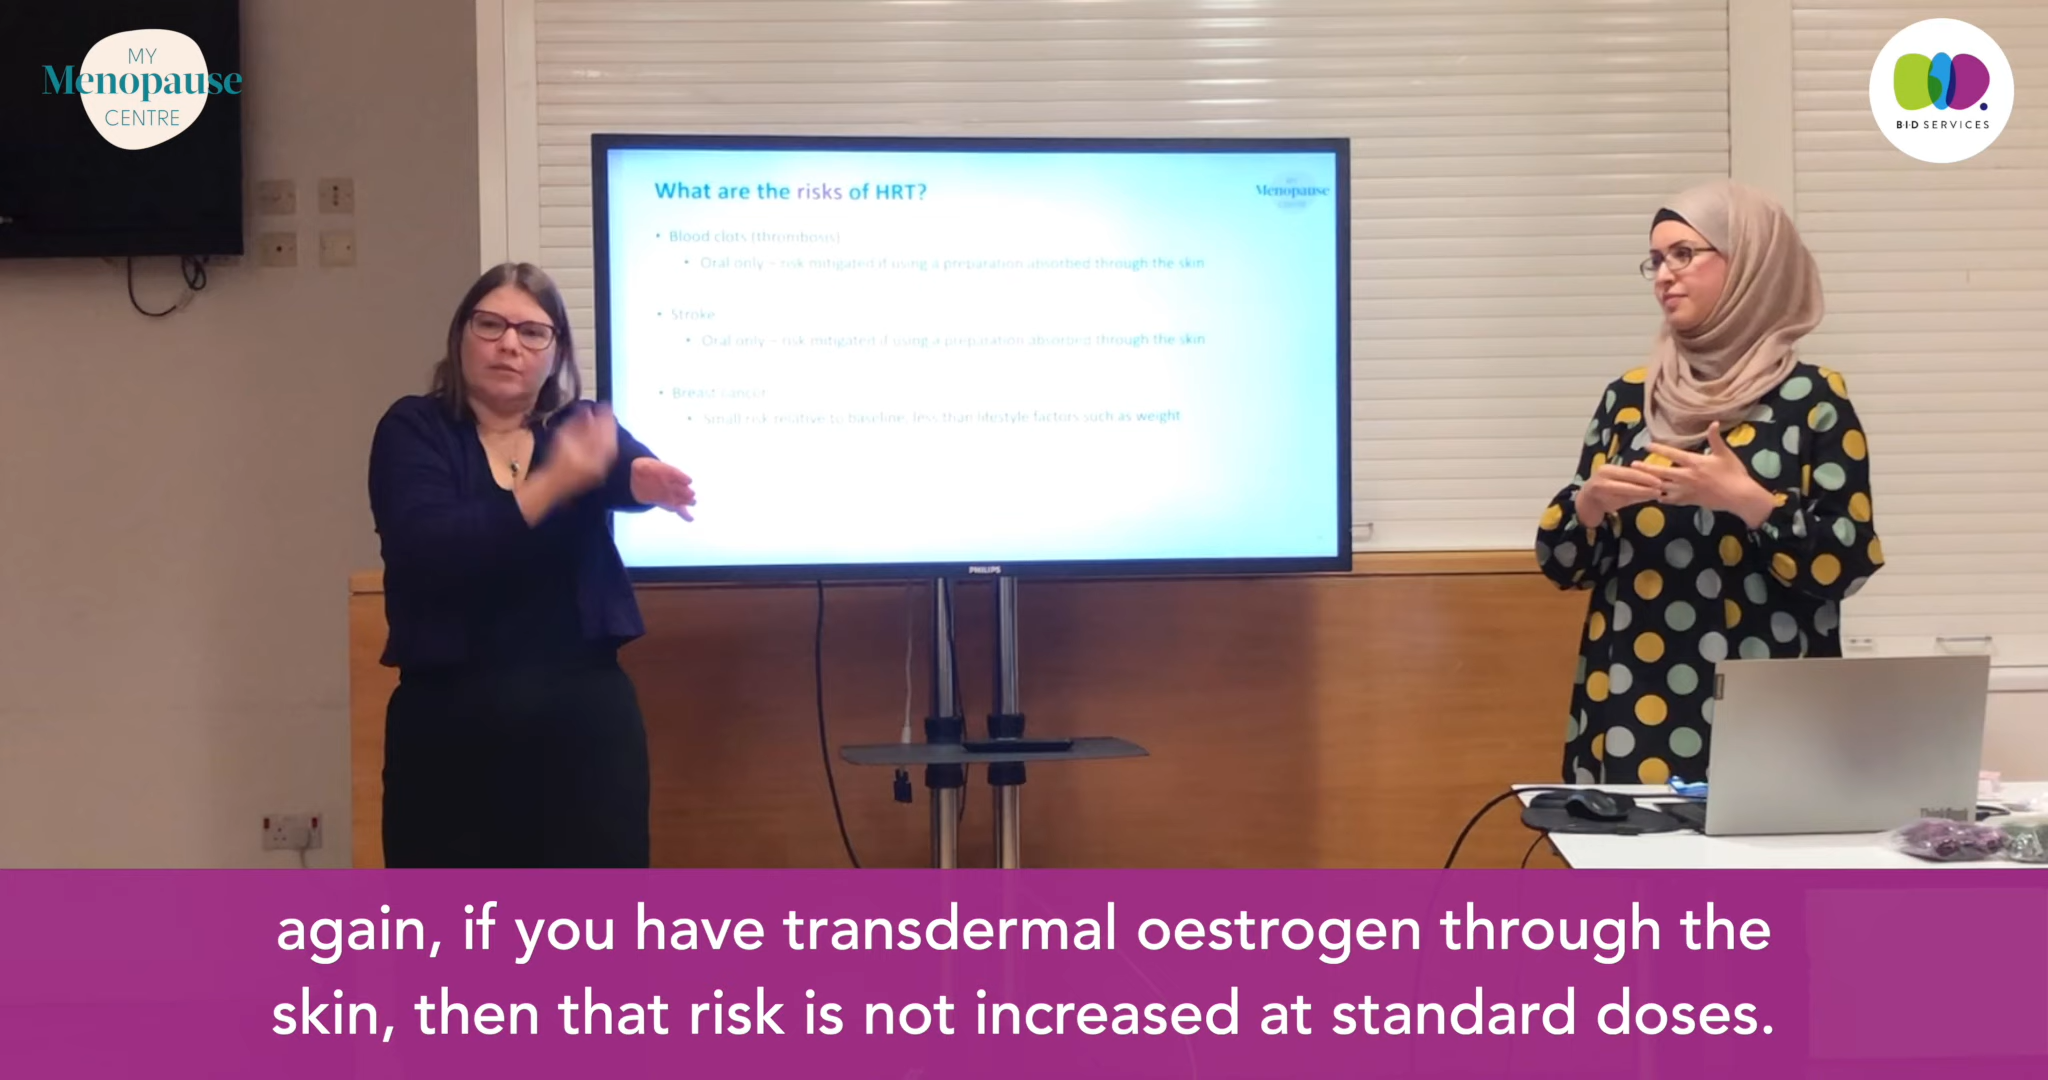 MY
Menopause
CENTRE
BID SERVICES
What are the risks of HRT?
Menopause
• Blood clots (thrombosis)
• Oral only – risk mitigated if using a preparation absorbed through the skin
• Stroke
• Oral only – risk mitigated if using a preparation absorbed through the skin
• Breast cancer
• Small risk relative to baseline, less than lifestyle factors such as weight
PHILIPS
ThinkBook
again, if you have transdermal oestrogen through the
skin, then that risk is not increased at standard doses.